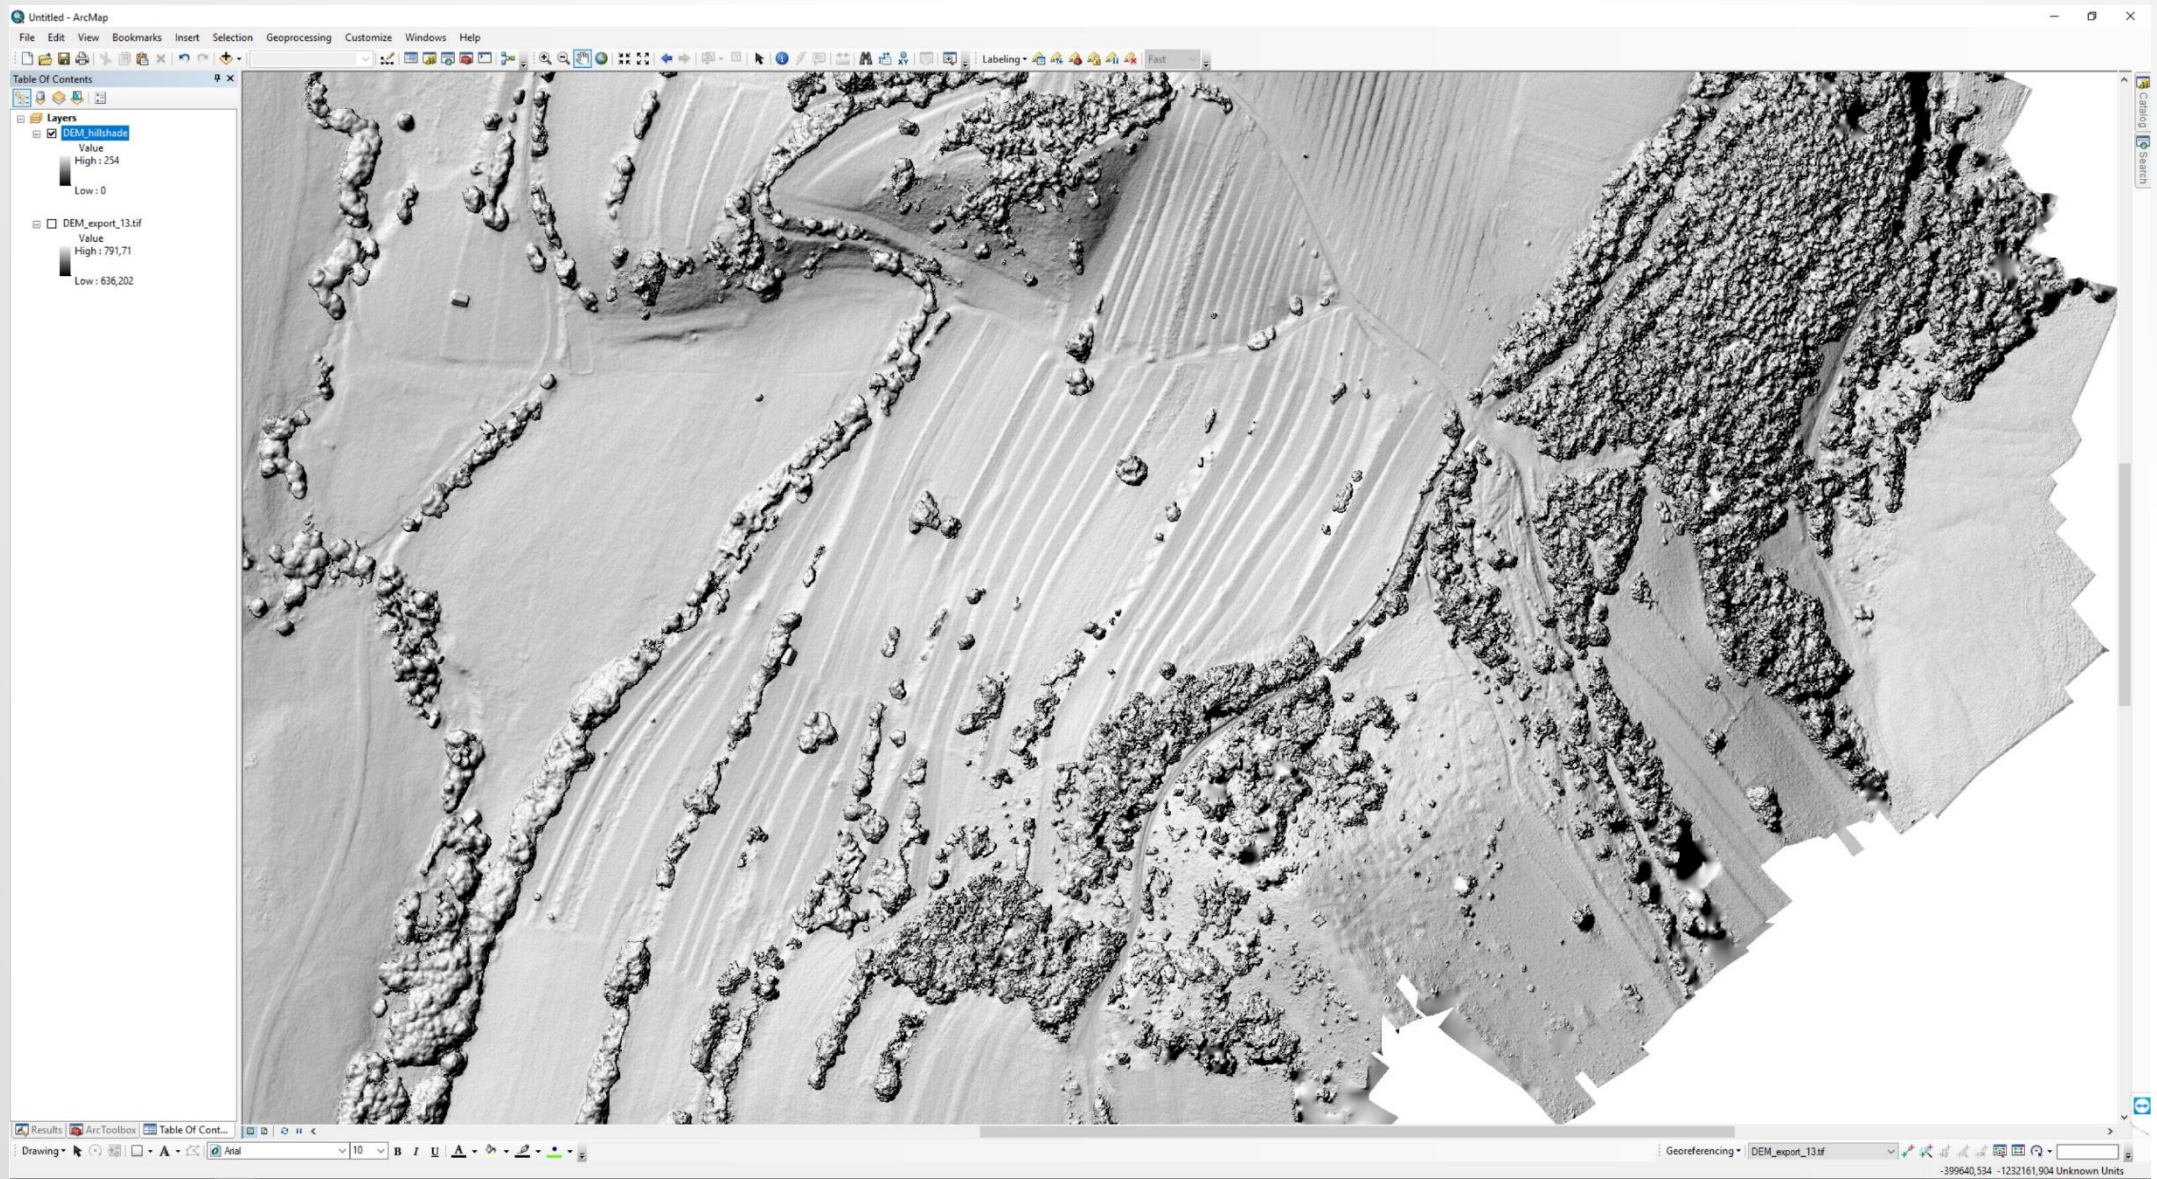 Untitled - ArcMap
File Edit View Bookmarks Insert Selection Geoprocessing Customize Windows Help
Labeling Fast
Table Of Contents
Layers
DEM_hillshade
Value
High : 254
Low : 0
DEM_export_13.tif
Value
High : 791,71
Low : 636,202
Catalog
Search
Results ArcToolbox Table Of Cont...
Drawing A Arial 10 B I U A Georeferencing DEM_export_13.tif
-399640,534 -1232161,904 Unknown Units